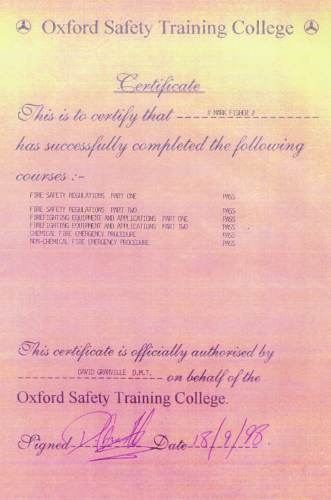 Oxford Safety Training College
Certificate
This is to certify that // MARK FISHER //
has successfully completed the following
courses :-
FIRE SAFETY REGULATIONS PART ONE PASS
FIRE SAFETY REGULATIONS PART TWO PASS
FIREFIGHTING EQUIPMENT AND APPLICATIONS PART ONE PASS
FIREFIGHTING EQUIPMENT AND APPLICATIONS PART TWO PASS
CHEMICAL FIRE EMERGENCY PROCEDURE PASS
NON-CHEMICAL FIRE EMERGENCY PROCEDURE PASS
This certificate is officially authorised by
DAVID GRANVILLE D.M.T. on behalf of the
Oxford Safety Training College.
Signed Date 18/9/98.